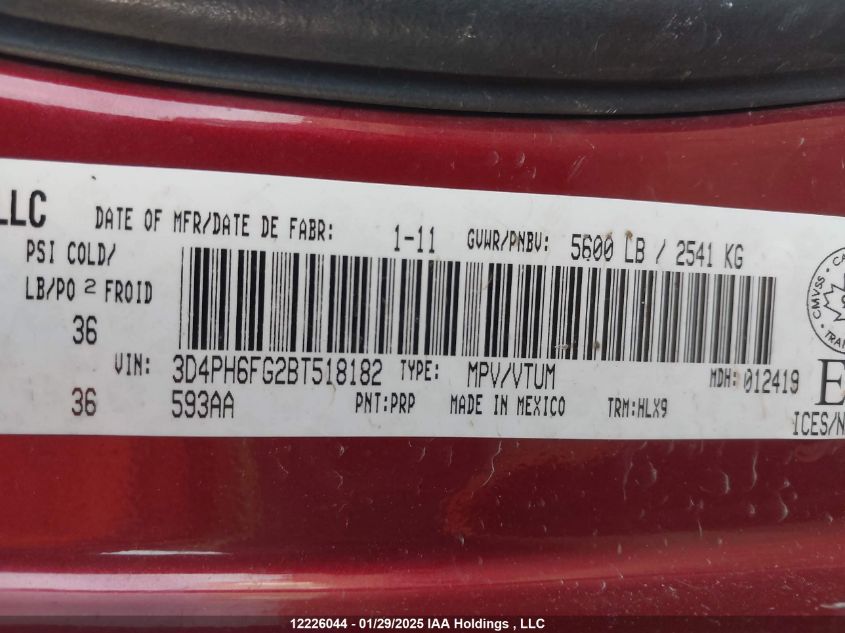 LLC DATE OF MFR/DATE DE FABR: 1-11 GVWR/PNBV: 5600 LB / 2541 KG
PSI COLD/
LB/PO 2 FROID
36
VIN: 3D4PH6FG2BT518182 TYPE: MPV/VTUM MDH: 012419
36 593AA PNT:PRP MADE IN MEXICO TRM:HLX9
ICES/N
CMVSS
12226044 - 01/29/2025 IAA Holdings , LLC